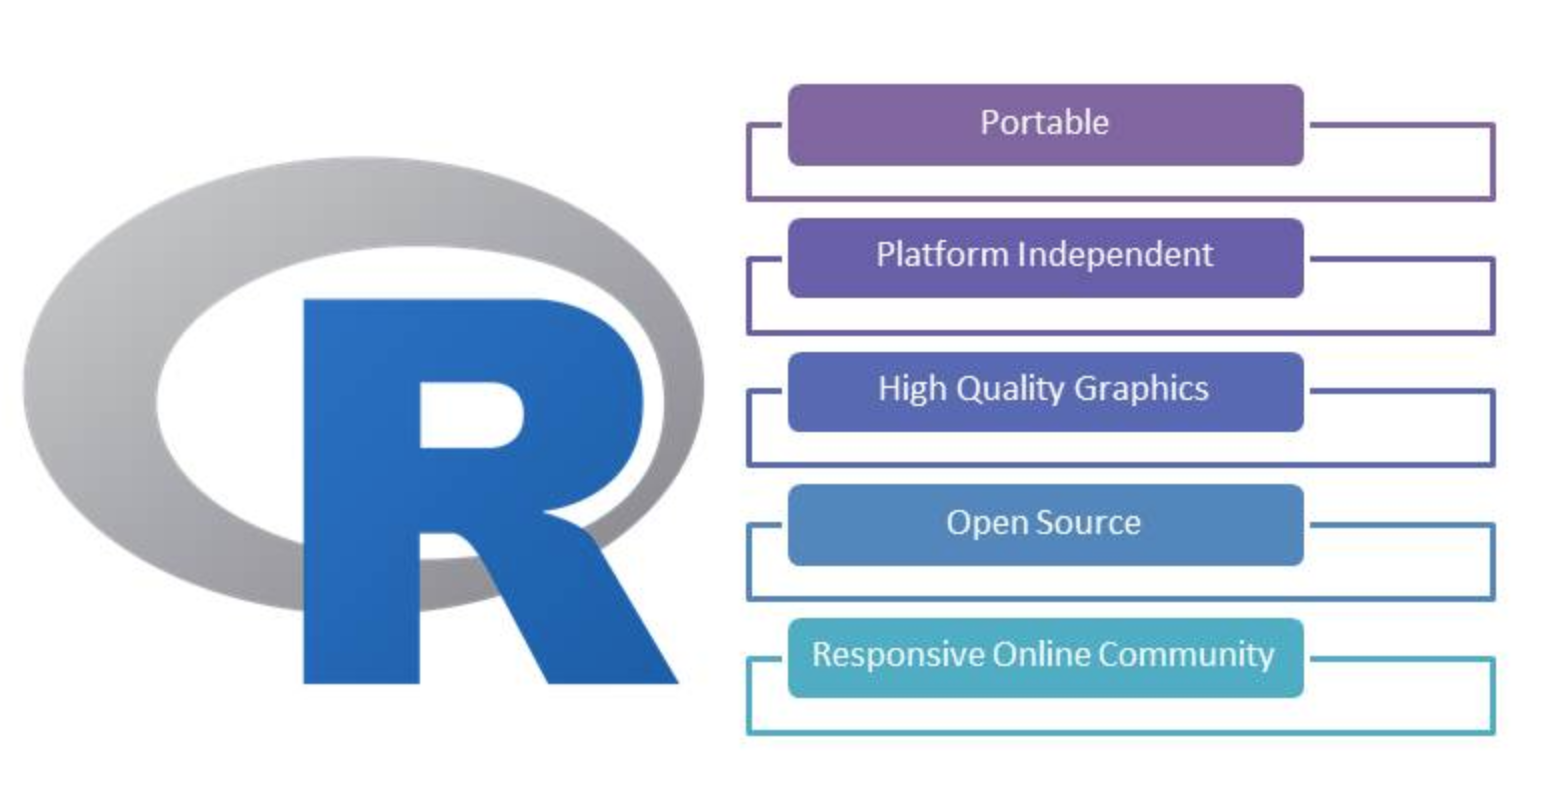 R
Portable
Platform Independent
High Quality Graphics
Open Source
Responsive Online Community